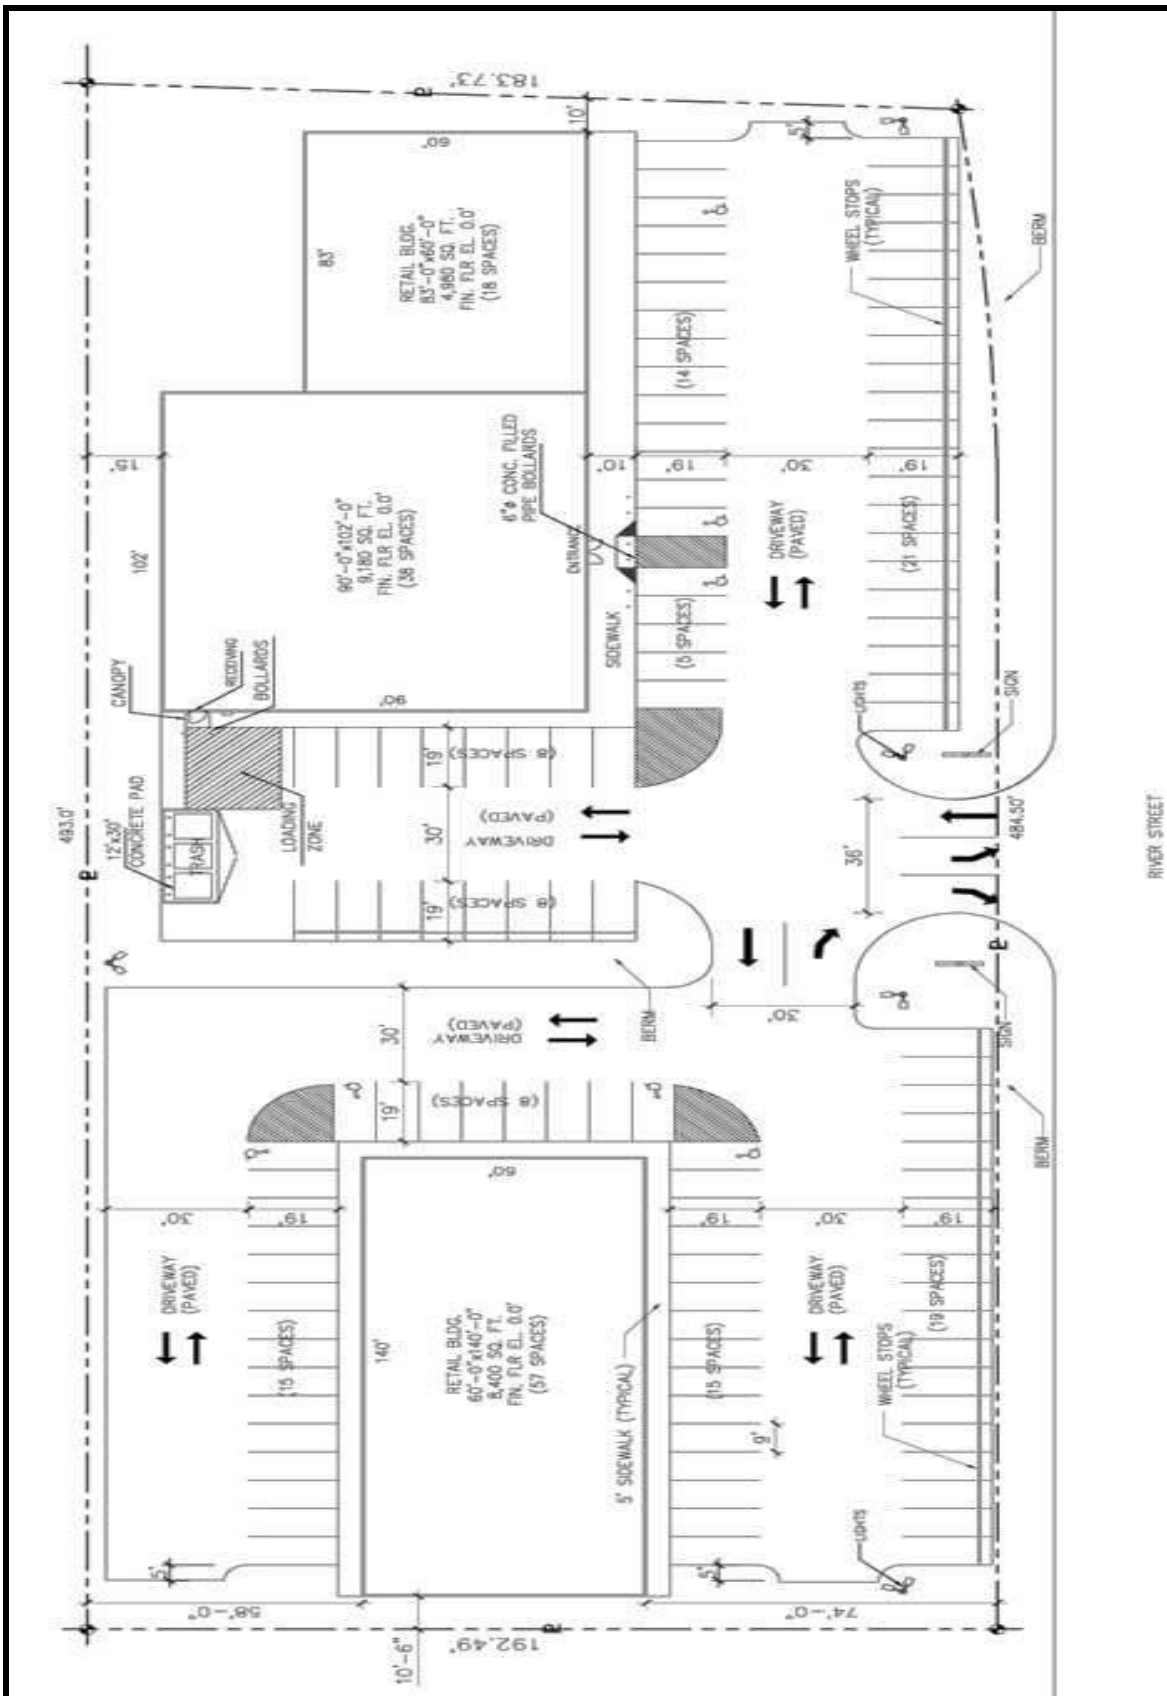 183.73'
10'
60'
5'
83'
RETAIL BLDG.
83'-0"x60'-0"
4,980 SQ. FT.
FIN. FLR EL. 0.0'
(18 SPACES)
WHEEL STOPS
(TYPICAL)
BERM
(14 SPACES)
15'
102'
90'-0"x102'-0"
9,180 SQ. FT.
FIN. FLR EL. 0.0'
(38 SPACES)
6"ø CONC. FILLED
PIPE BOLLARDS
10'
19'
30'
19'
ENTRANCE
DRIVEWAY
(PAVED)
(21 SPACES)
SIDEWALK
(5 SPACES)
90'
CANOPY
RECEIVING
BOLLARDS
LIGHTS
SIGN
493.0'
12'x30'
CONCRETE PAD
TRASH
LOADING
ZONE
19'
(8 SPACES)
30'
DRIVEWAY
(PAVED)
19'
(8 SPACES)
36'
484.50'
RIVER STREET
BERM
30'
SIGN
30'
DRIVEWAY
(PAVED)
19'
(8 SPACES)
BERM
60'
30'
19'
19'
30'
19'
DRIVEWAY
(PAVED)
(15 SPACES)
140'
RETAIL BLDG.
60'-0"x140'-0"
8,400 SQ. FT.
FIN. FLR EL. 0.0'
(57 SPACES)
5' SIDEWALK (TYPICAL)
(15 SPACES)
DRIVEWAY
(PAVED)
(19 SPACES)
WHEEL STOPS
(TYPICAL)
9'
LIGHTS
5'
5'
58'-0"
74'-0"
10'-6"
192.49'